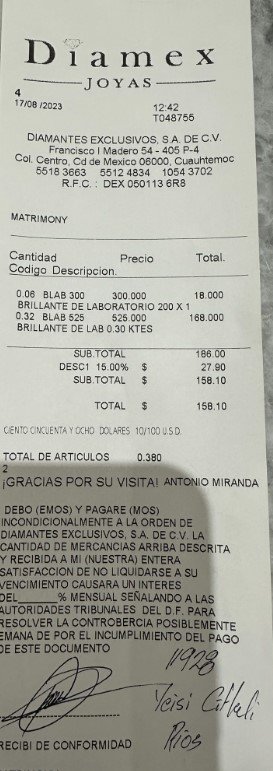 Diamex
JOYAS
4
17/08 /2023 12:42
T048755
DIAMANTES EXCLUSIVOS, S.A. DE C.V.
Francisco I Madero 54 - 405 P-4
Col. Centro, Cd de Mexico 06000, Cuauhtemoc
5518 3663 5512 4834 1054 3702
R.F.C. : DEX 050113 6R8
MATRIMONY
Cantidad Precio Total.
Codigo Descripcion.
0.06 BLAB 300 300.000 18.000
BRILLANTE DE LABORATORIO 200 X 1
0.32 BLAB 525 525.000 168.000
BRILLANTE DE LAB 0.30 KTES
SUB.TOTAL 186.00
DESC1 15.00% $ 27.90
SUB.TOTAL $ 158.10
TOTAL $ 158.10
CIENTO CINCUENTA Y OCHO DOLARES 10/100 U.S.D.
TOTAL DE ARTICULOS 0.380
2
¡GRACIAS POR SU VISITA! ANTONIO MIRANDA
DEBO (EMOS) Y PAGARE (MOS)
INCONDICIONALMENTE A LA ORDEN DE
DIAMANTES EXCLUSIVOS, S.A. DE C.V. LA
CANTIDAD DE MERCANCIAS ARRIBA DESCRITA
Y RECIBIDA A MI (NUESTRA) ENTERA
SATISFACCION DE NO LIQUIDARSE A SU
VENCIMIENTO CAUSARA UN INTERES
DEL______% MENSUAL SEÑALANDO A LAS
AUTORIDADES TRIBUNALES DEL D.F. PARA
RESOLVER LA CONTROBERCIA POSIBLEMENTE
EMANA DE POR EL INCUMPLIMIENTO DEL PAGO
DE ESTE DOCUMENTO
11928
Yeisi Citlali
Rios
RECIBI DE CONFORMIDAD